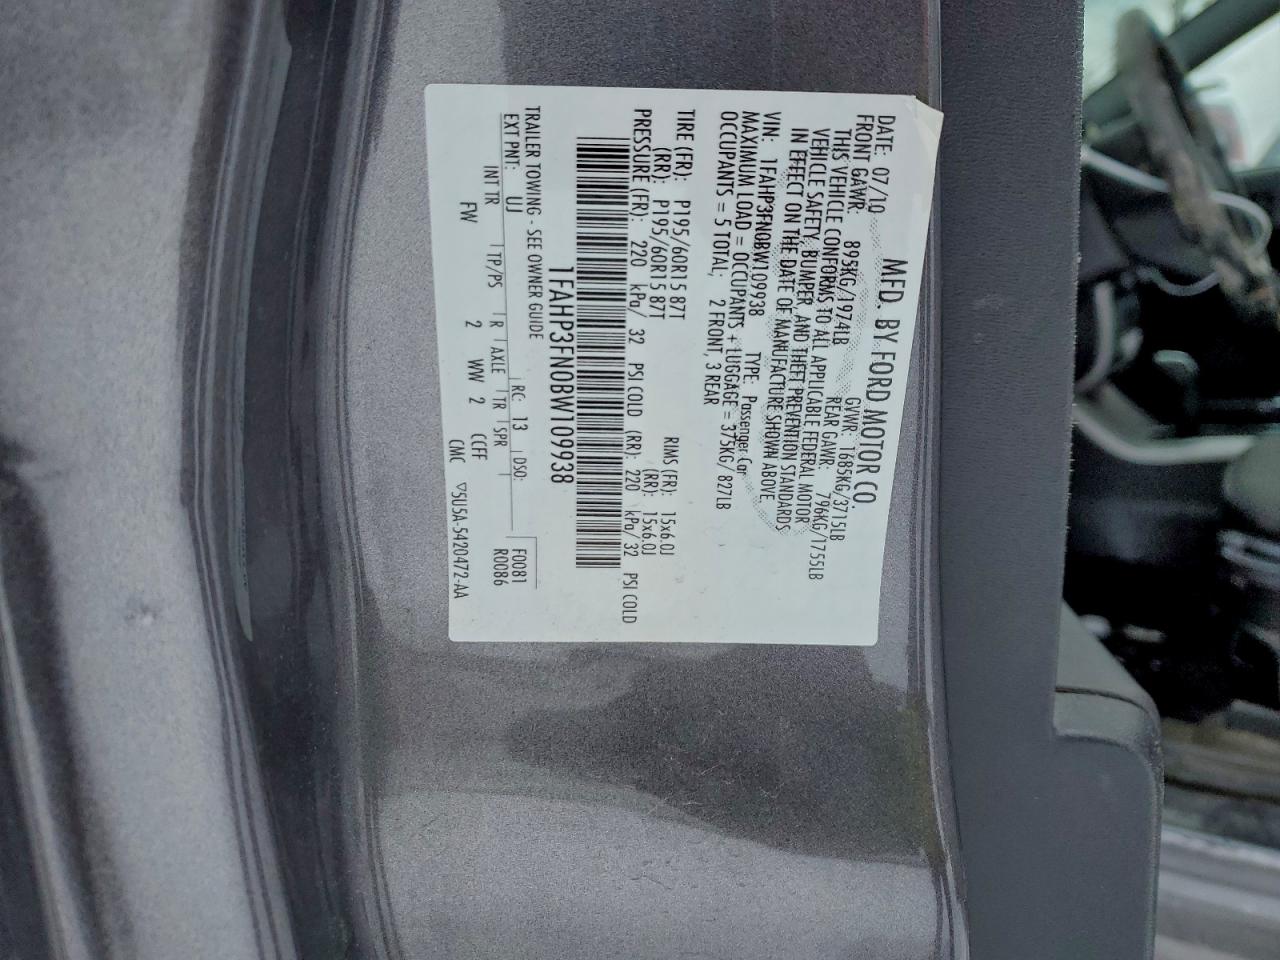 MFD. BY FORD MOTOR CO.
DATE: 07/10 GVWR: 1685KG/3715LB
FRONT GAWR: 895KG/1974LB REAR GAWR: 796KG/1755LB
THIS VEHICLE CONFORMS TO ALL APPLICABLE FEDERAL MOTOR
VEHICLE SAFETY, BUMPER, AND THEFT PREVENTION STANDARDS
IN EFFECT ON THE DATE OF MANUFACTURE SHOWN ABOVE.
VIN: 1FAHP3FN0BW109938 TYPE: Passenger Car
MAXIMUM LOAD = OCCUPANTS + LUGGAGE = 375KG/827LB
OCCUPANTS = 5 TOTAL; 2 FRONT, 3 REAR
TIRE (FR): P195/60R15 87T RIMS (FR): 15x6.0J
(RR): P195/60R15 87T (RR): 15x6.0J
PRESSURE (FR): 220 kPa/ 32 PSI COLD (RR): 220 kPa/32 PSI COLD
1FAHP3FN0BW109938
TRAILER TOWING - SEE OWNER GUIDE
F0081
EXT PNT: UJ RC: 13 DSO: R0086
INT TR TP/PS R AXLE TR SPR
FW 2 WW 2 CEFF
CMC ▽5U5A-5420472-AA